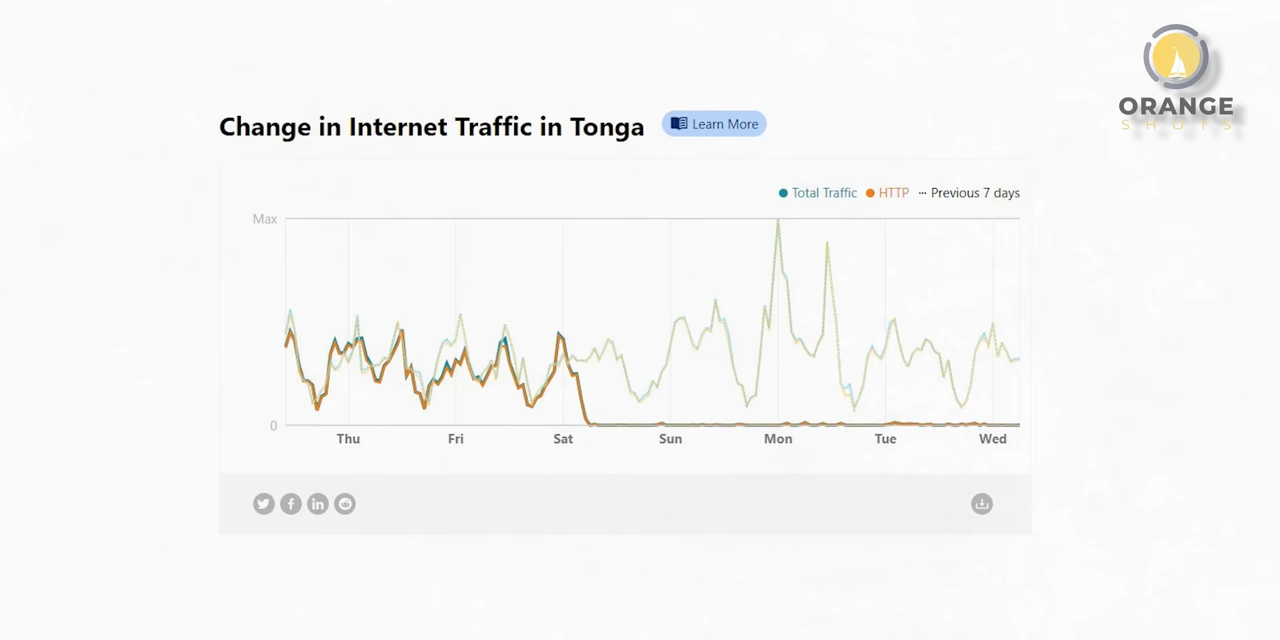 ORANGE
SHOTS
Change in Internet Traffic in Tonga
Learn More
Total Traffic HTTP Previous 7 days
Max
0
Thu Fri Sat Sun Mon Tue Wed